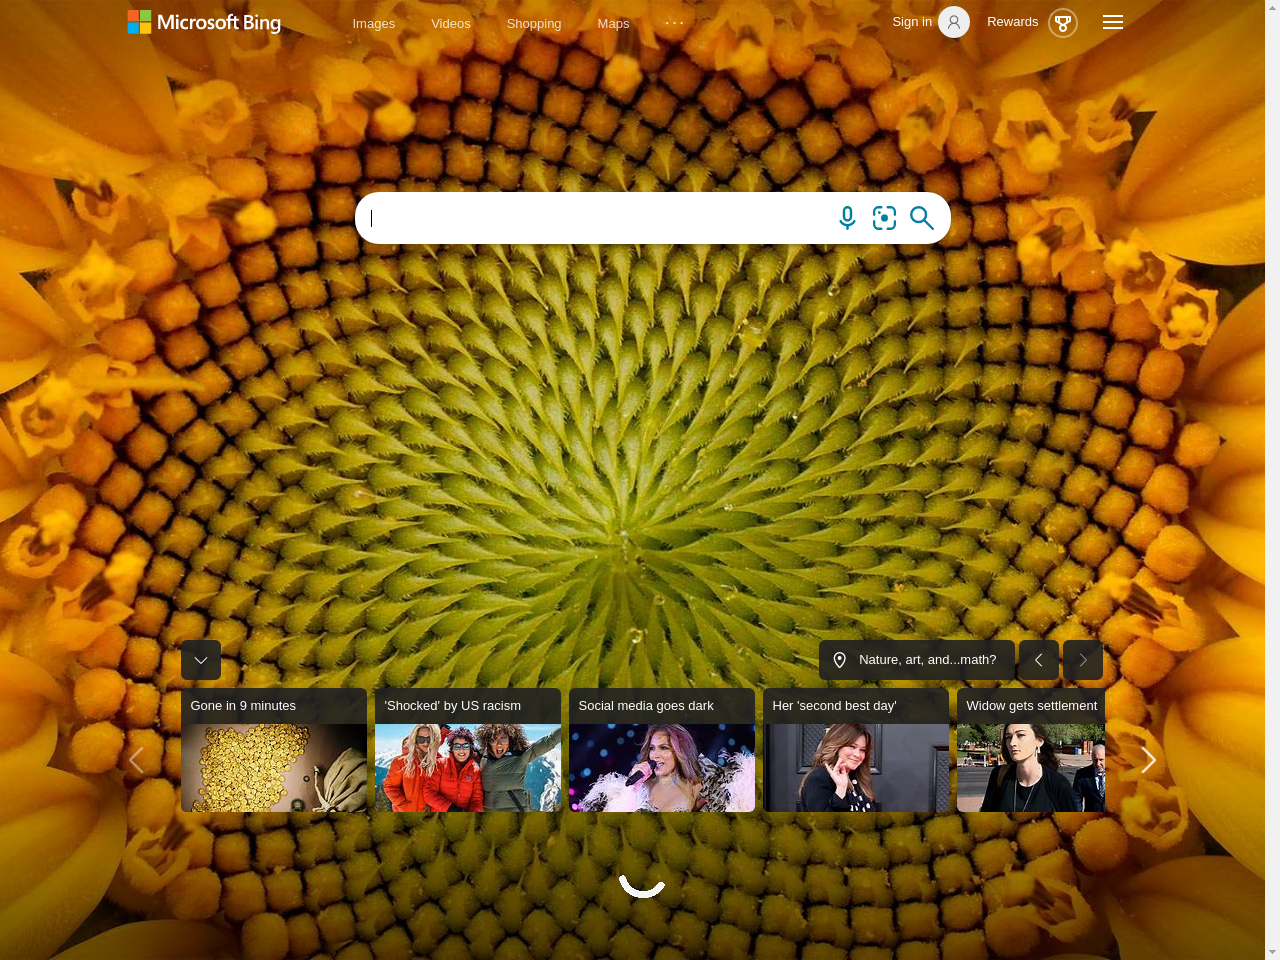 Microsoft Bing
Images
Videos
Shopping
Maps
Sign in
Rewards
Nature, art, and...math?
Gone in 9 minutes
'Shocked' by US racism
Social media goes dark
Her 'second best day'
Widow gets settlement